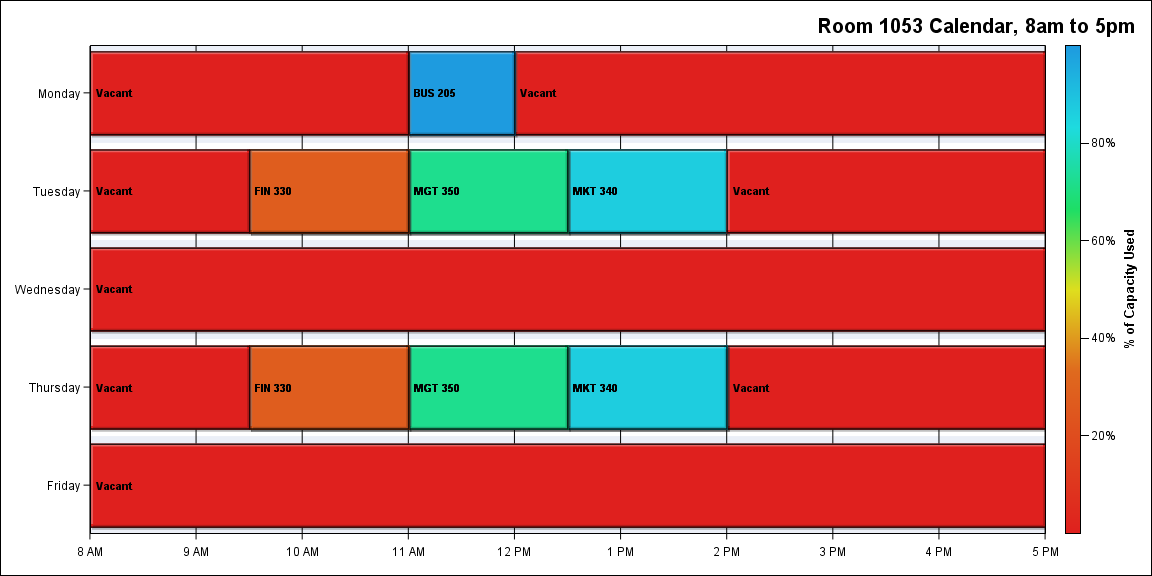 Room 1053 Calendar, 8am to 5pm
Monday
Vacant
BUS 205
Vacant
Tuesday
Vacant
FIN 330
MGT 350
MKT 340
Vacant
Wednesday
Vacant
Thursday
Vacant
FIN 330
MGT 350
MKT 340
Vacant
Friday
Vacant
8 AM
9 AM
10 AM
11 AM
12 PM
1 PM
2 PM
3 PM
4 PM
5 PM
80%
60%
40%
20%
% of Capacity Used